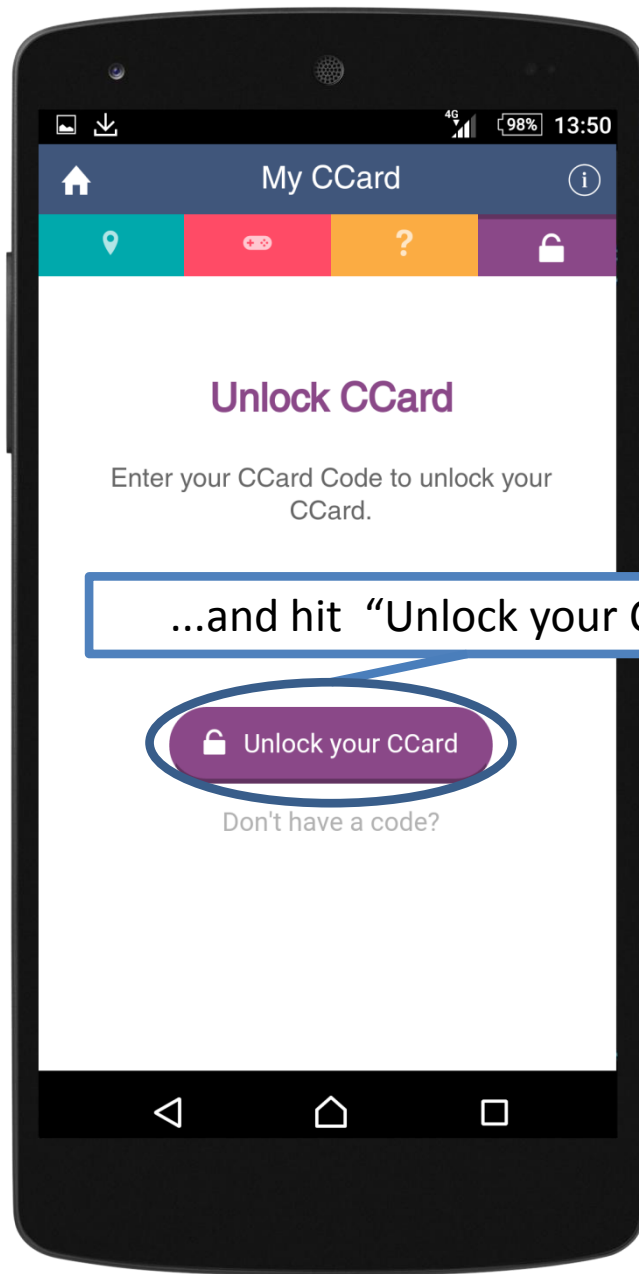 4G 98% 13:50
My CCard
?
Unlock CCard
Enter your CCard Code to unlock your
CCard.
...and hit “Unlock your
Unlock your CCard
Don't have a code?